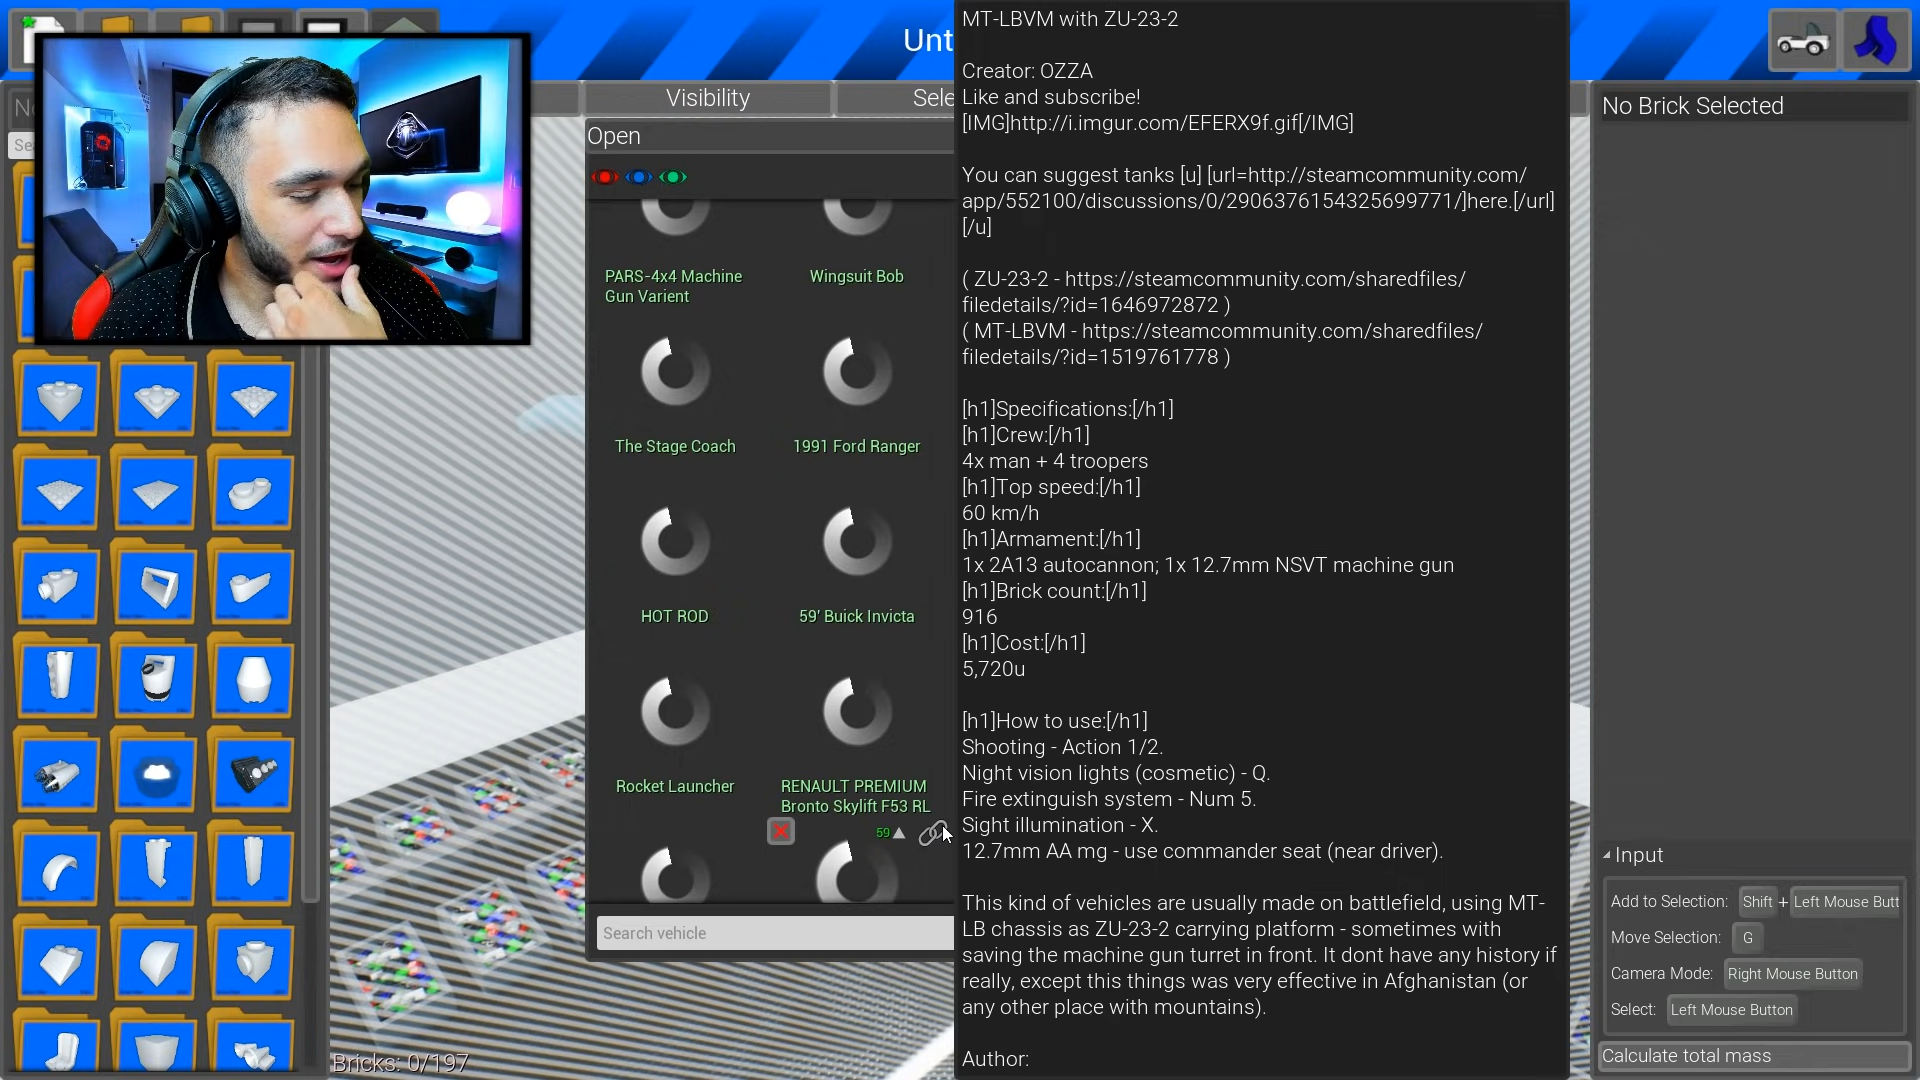 Unt
No
Sea
Visibility
Sele
Open
PARS-4x4 Machine
Gun Varient
Wingsuit Bob
The Stage Coach
1991 Ford Ranger
HOT ROD
59' Buick Invicta
Rocket Launcher
RENAULT PREMIUM
Bronto Skylift F53 RL
59
Search vehicle
Bricks: 0/197
MT-LBVM with ZU-23-2
Creator: OZZA
Like and subscribe!
[IMG]http://i.imgur.com/EFERX9f.gif[/IMG]
You can suggest tanks [u] [url=http://steamcommunity.com/
app/552100/discussions/0/2906376154325699771/]here.[/url]
[/u]
( ZU-23-2 - https://steamcommunity.com/sharedfiles/
filedetails/?id=1646972872 )
( MT-LBVM - https://steamcommunity.com/sharedfiles/
filedetails/?id=1519761778 )
[h1]Specifications:[/h1]
[h1]Crew:[/h1]
4x man + 4 troopers
[h1]Top speed:[/h1]
60 km/h
[h1]Armament:[/h1]
1x 2A13 autocannon; 1x 12.7mm NSVT machine gun
[h1]Brick count:[/h1]
916
[h1]Cost:[/h1]
5,720u
[h1]How to use:[/h1]
Shooting - Action 1/2.
Night vision lights (cosmetic) - Q.
Fire extinguish system - Num 5.
Sight illumination - X.
12.7mm AA mg - use commander seat (near driver).
This kind of vehicles are usually made on battlefield, using MT-
LB chassis as ZU-23-2 carrying platform - sometimes with
saving the machine gun turret in front. It dont have any history if
really, except this things was very effective in Afghanistan (or
any other place with mountains).
Author:
No Brick Selected
Input
Add to Selection: Shift + Left Mouse Butt
Move Selection: G
Camera Mode: Right Mouse Button
Select: Left Mouse Button
Calculate total mass